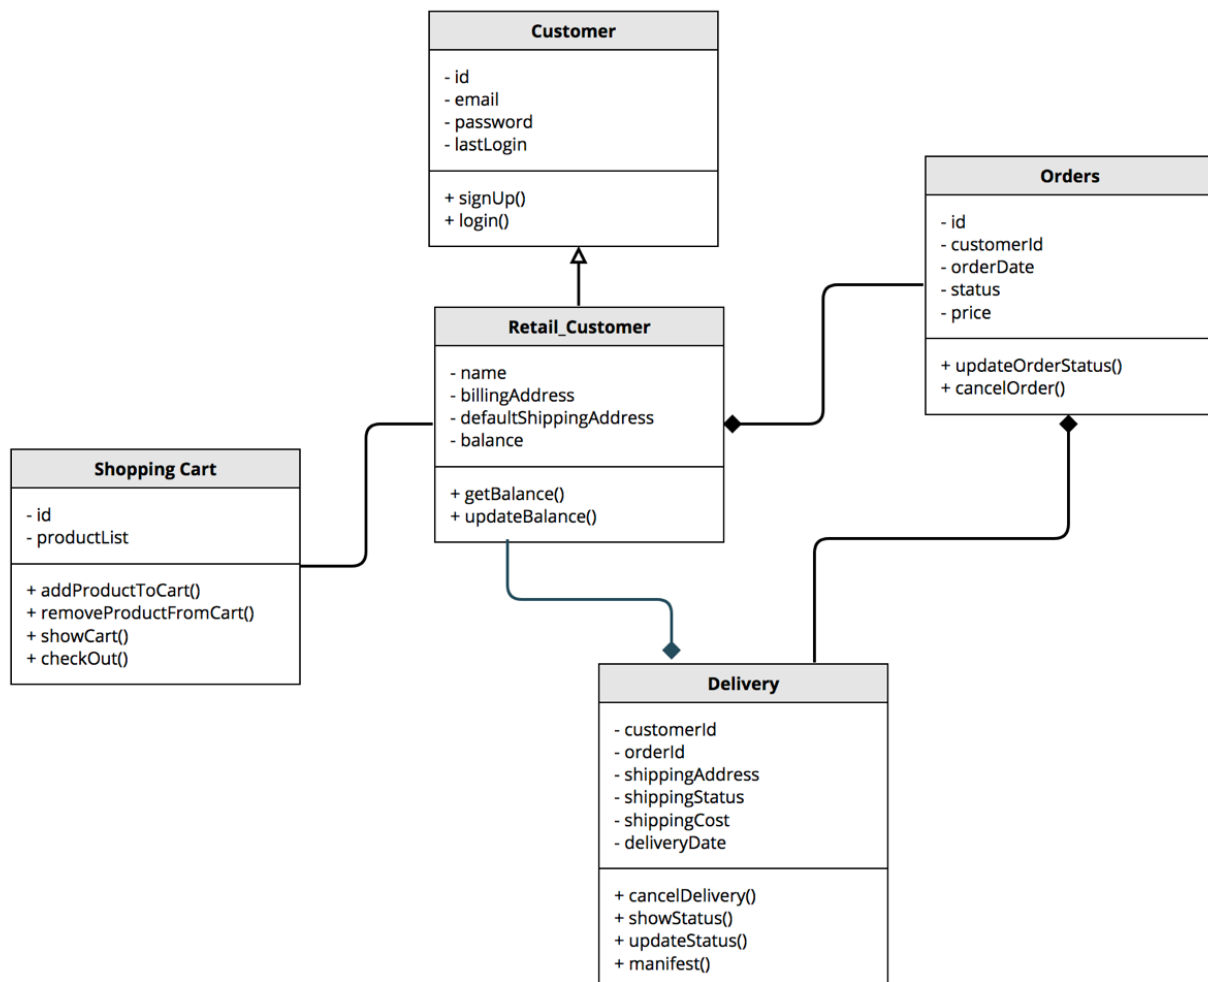 Customer
- id
- email
- password
- lastLogin
+ signUp()
+ login()
Orders
- id
- customerId
- orderDate
- status
- price
+ updateOrderStatus()
+ cancelOrder()
Retail_Customer
- name
- billingAddress
- defaultShippingAddress
- balance
+ getBalance()
+ updateBalance()
Shopping Cart
- id
- productList
+ addProductToCart()
+ removeProductFromCart()
+ showCart()
+ checkOut()
Delivery
- customerId
- orderId
- shippingAddress
- shippingStatus
- shippingCost
- deliveryDate
+ cancelDelivery()
+ showStatus()
+ updateStatus()
+ manifest()